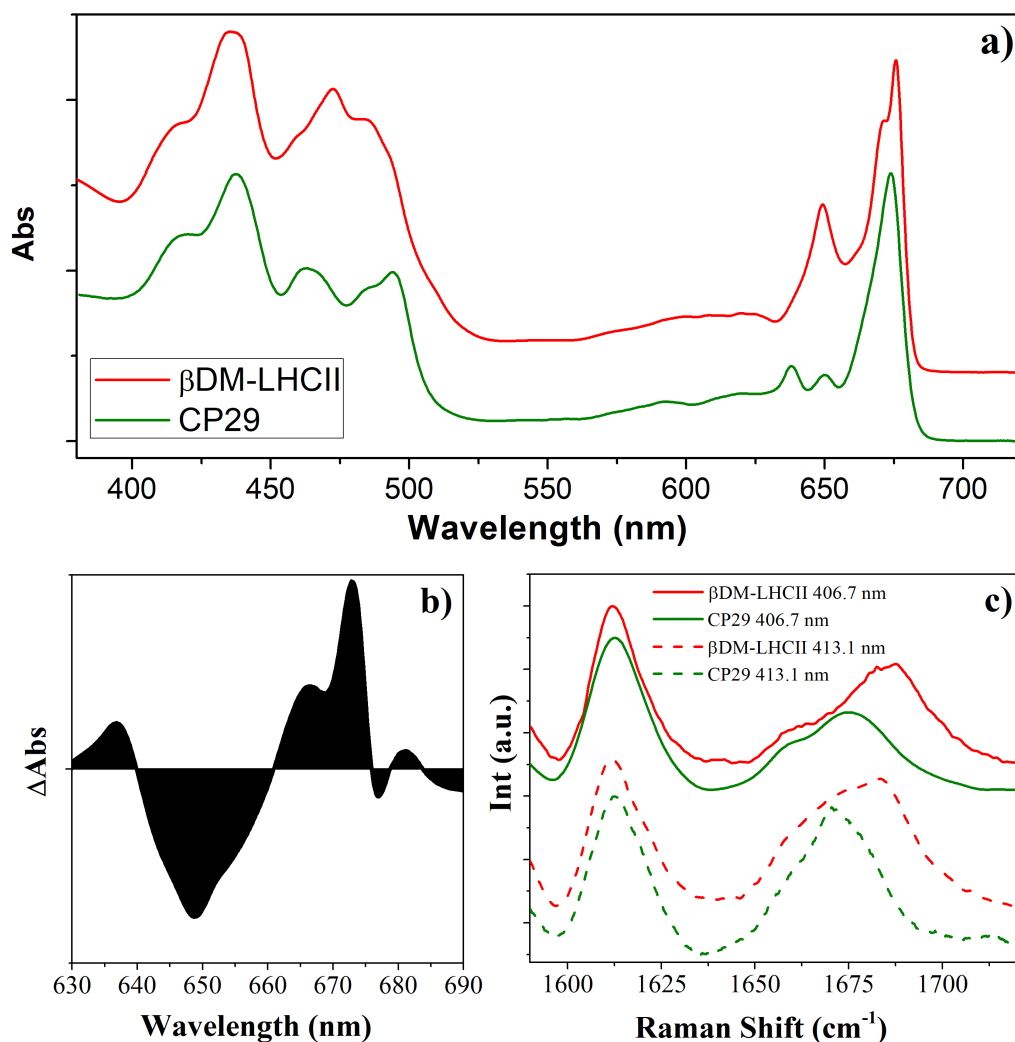 a)
Abs
βDM-LHCII
CP29
400 450 500 550 600 650 700
Wavelength (nm)
b)
ΔAbs
630 640 650 660 670 680 690
Wavelength (nm)
c)
βDM-LHCII 406.7 nm
CP29 406.7 nm
βDM-LHCII 413.1 nm
CP29 413.1 nm
Int (a.u.)
1600 1625 1650 1675 1700
Raman Shift (cm⁻¹)